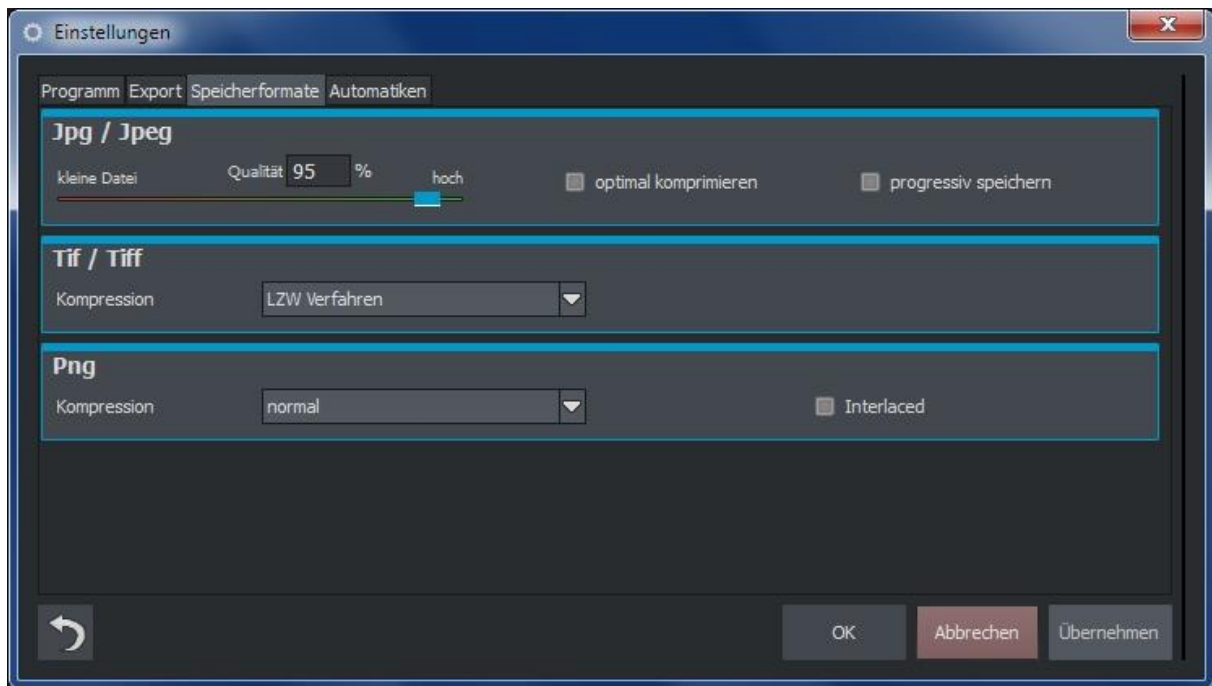 Einstellungen
Programm Export Speicherformate Automatiken
Jpg / Jpeg
kleine Datei Qualität 95 % hoch optimal komprimieren progressiv speichern
Tif / Tiff
Kompression LZW Verfahren
Png
Kompression normal Interlaced
OK Abbrechen Übernehmen